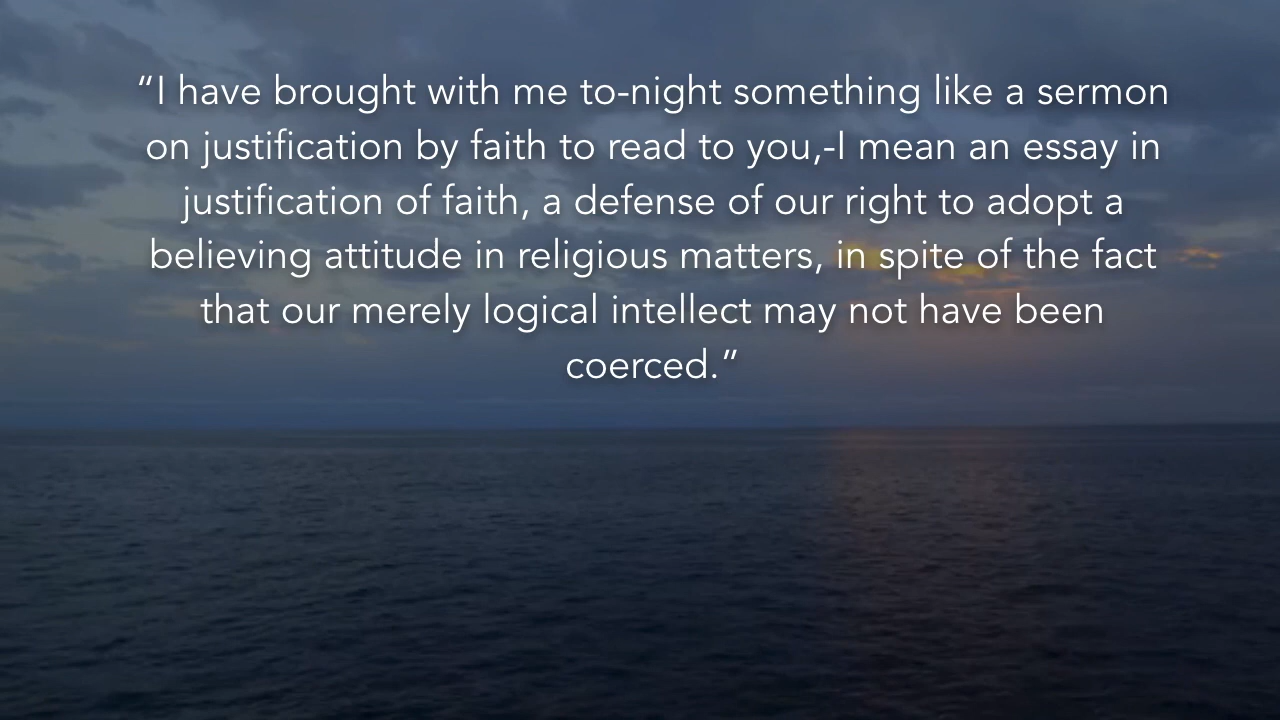 “I have brought with me to-night something like a sermon
on justification by faith to read to you,-I mean an essay in
justification of faith, a defense of our right to adopt a
believing attitude in religious matters, in spite of the fact
that our merely logical intellect may not have been
coerced.”